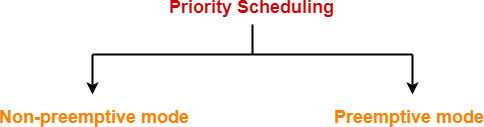 Priority Scheduling
Non-preemptive mode
Preemptive mode